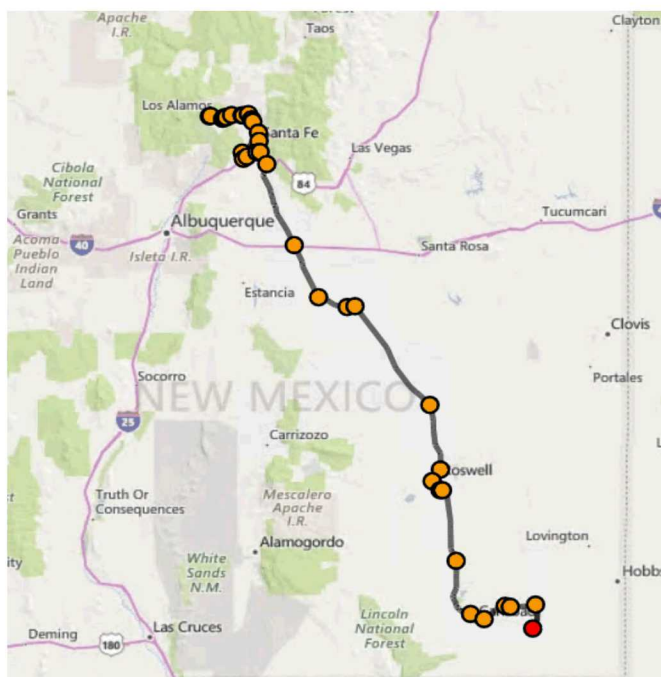 Apache
I.R.
Taos
Clayton
Los Alamos
Santa Fe
Las Vegas
84
Cibola
National
Forest
Grants
Albuquerque
Tucumcari
40
Acoma
Pueblo
Indian
Land
Isleta I.R.
Santa Rosa
Estancia
Clovis
Portales
Socorro
NEW MEXICO
25
Carrizozo
Roswell
Truth Or
Consequences
Mescalero
Apache
I.R.
Lovington
Alamogordo
White
Sands
N.M.
Hobbs
Lincoln
National
Forest
Deming
180
Las Cruces